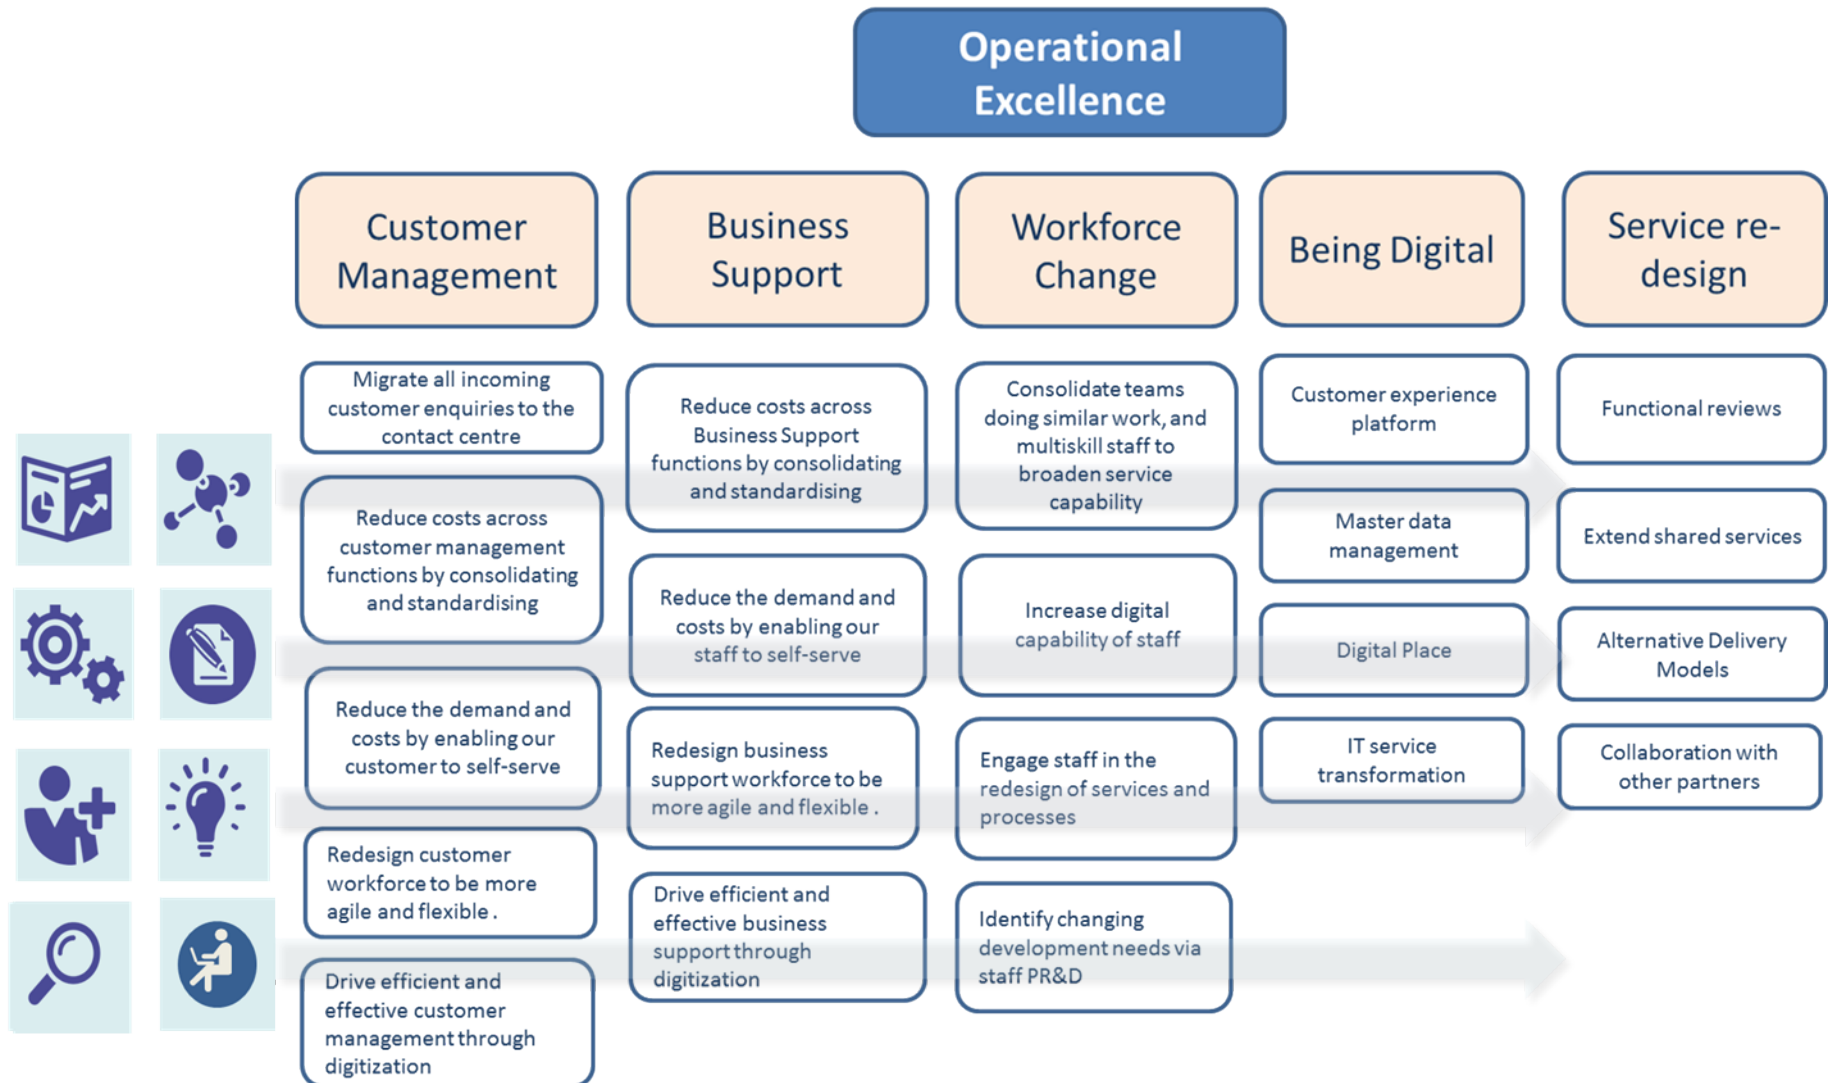 Operational
Excellence
Customer
Management
Business
Support
Workforce
Change
Being Digital
Service re-
design
Migrate all incoming
customer enquiries to the
contact centre
Reduce costs across
customer management
functions by consolidating
and standardising
Reduce the demand and
costs by enabling our
customer to self-serve
Redesign customer
workforce to be more
agile and flexible .
Drive efficient and
effective customer
management through
digitization
Reduce costs across
Business Support
functions by consolidating
and standardising
Reduce the demand and
costs by enabling our
staff to self-serve
Redesign business
support workforce to be
more agile and flexible .
Drive efficient and
effective business
support through
digitization
Consolidate teams
doing similar work, and
multiskill staff to
broaden service
capability
Increase digital
capability of staff
Engage staff in the
redesign of services and
processes
Identify changing
development needs via
staff PR&D
Customer experience
platform
Master data
management
Digital Place
IT service
transformation
Functional reviews
Extend shared services
Alternative Delivery
Models
Collaboration with
other partners